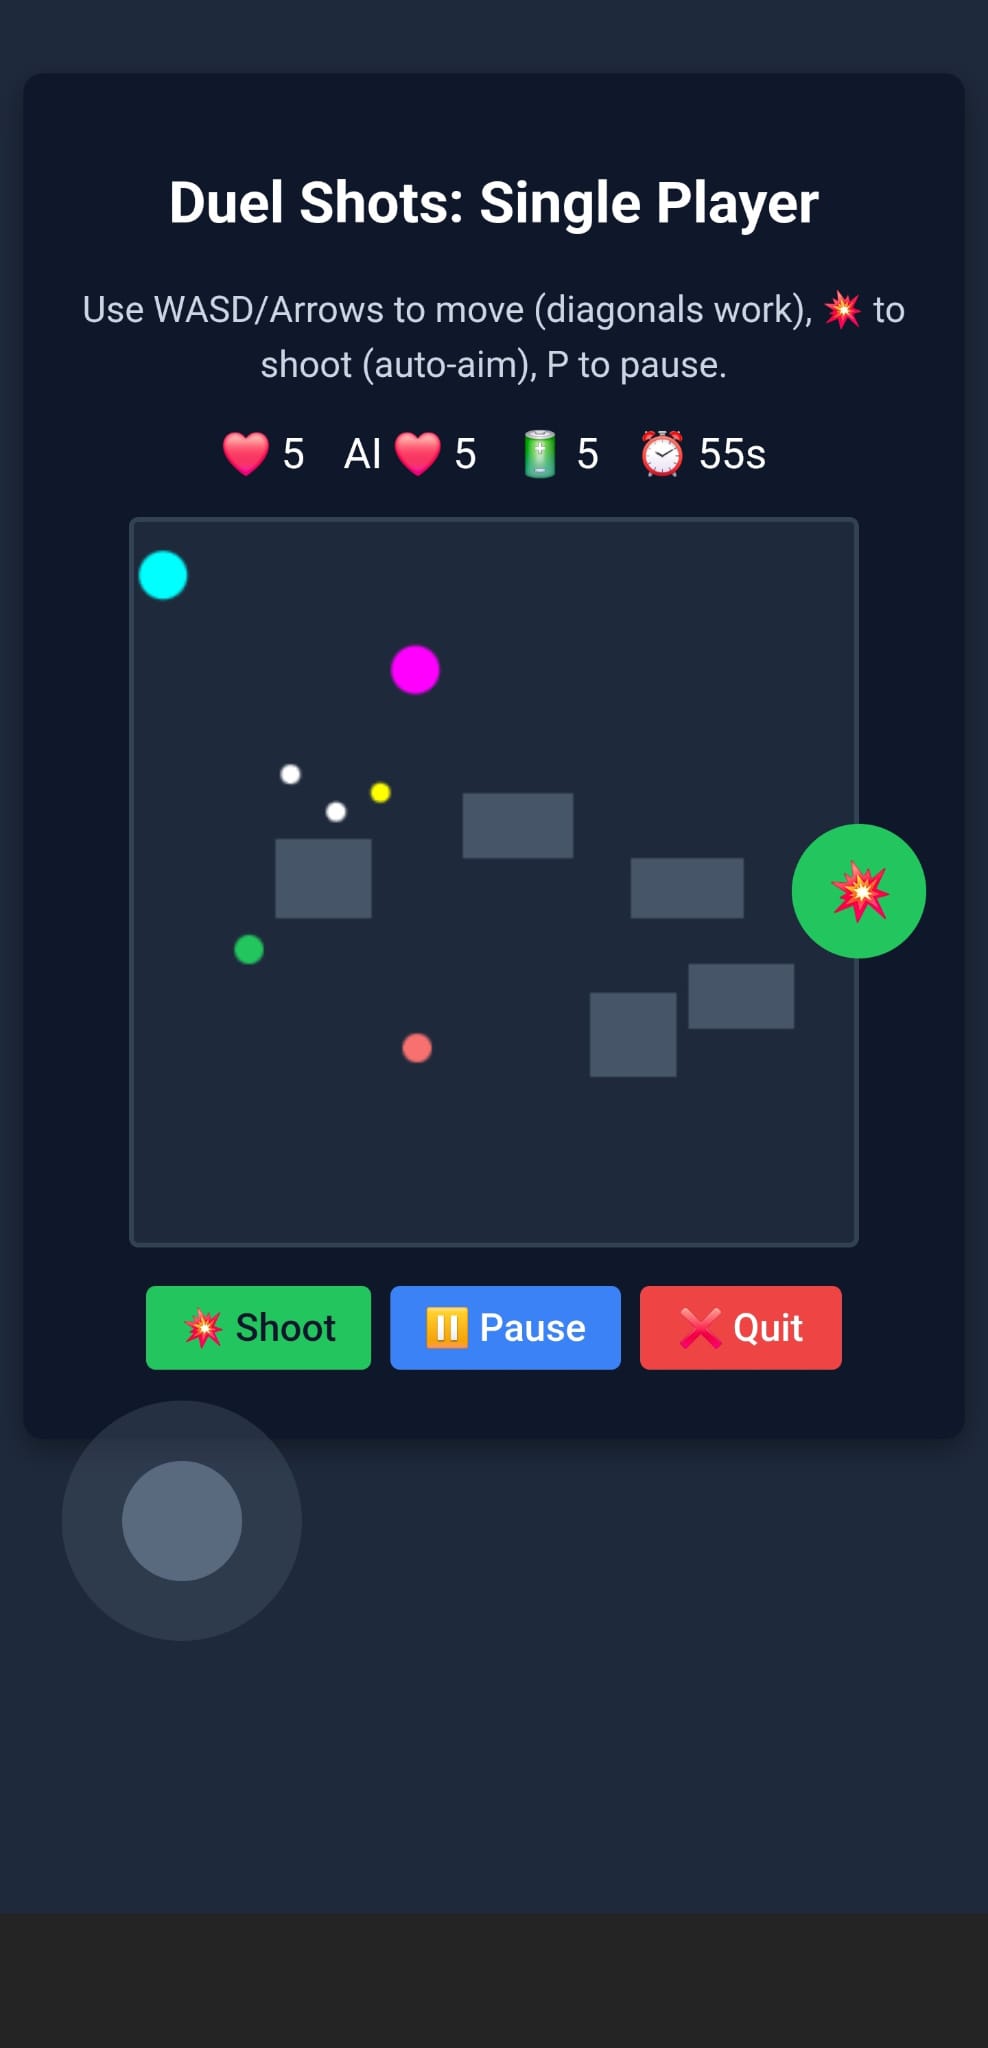 Duel Shots: Single Player
Use WASD/Arrows to move (diagonals work), 💥 to
shoot (auto-aim), P to pause.
❤️ 5 AI ❤️ 5 🔋 5 ⏰ 55s
💥
💥 Shoot ⏸️ Pause ❌ Quit